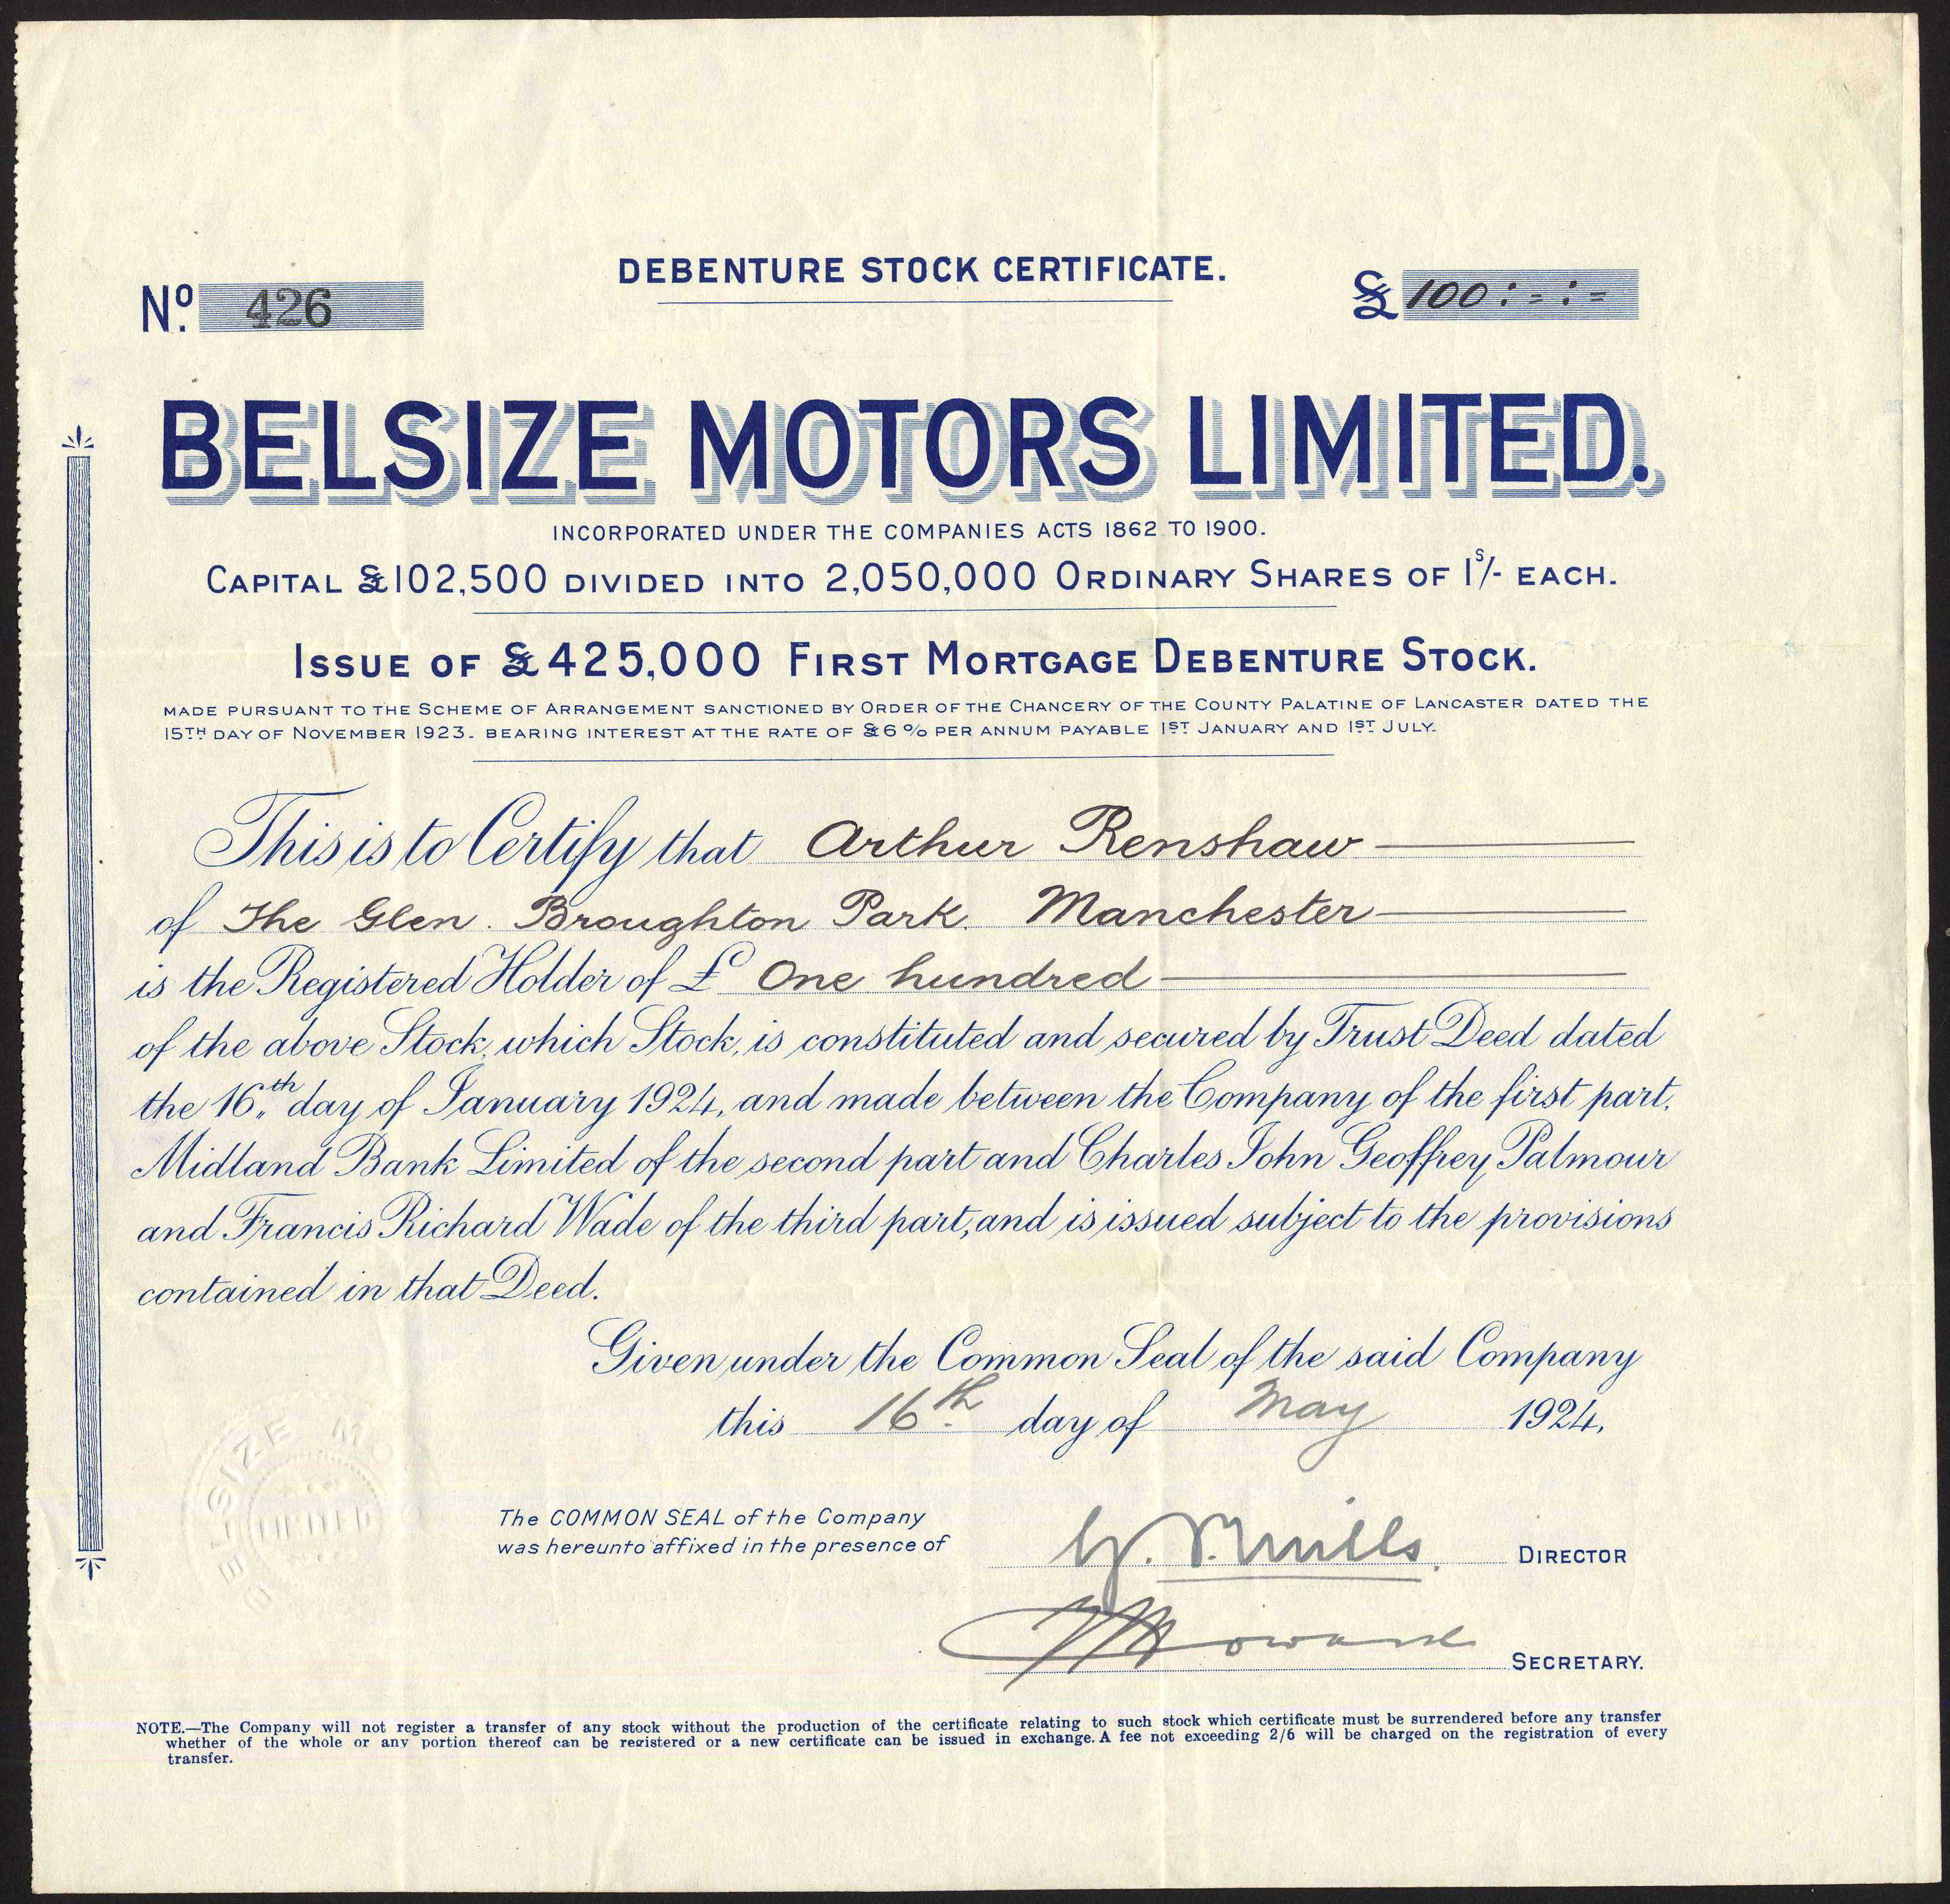 DEBENTURE STOCK CERTIFICATE.
No. 426
£ 100 : - : -
BELSIZE MOTORS LIMITED.
INCORPORATED UNDER THE COMPANIES ACTS 1862 TO 1900.
CAPITAL £102,500 DIVIDED INTO 2,050,000 ORDINARY SHARES OF 1S/- EACH.
ISSUE OF £425,000 FIRST MORTGAGE DEBENTURE STOCK.
MADE PURSUANT TO THE SCHEME OF ARRANGEMENT SANCTIONED BY ORDER OF THE CHANCERY OF THE COUNTY PALATINE OF LANCASTER DATED THE
15TH DAY OF NOVEMBER 1923. BEARING INTEREST AT THE RATE OF £6% PER ANNUM PAYABLE 1ST JANUARY AND 1ST JULY.
This is to Certify that Arthur Renshaw
of The Glen. Broughton Park. Manchester
is the Registered Holder of £ One hundred
of the above Stock, which Stock, is constituted and secured by Trust Deed dated
the 16th day of January 1924, and made between the Company of the first part,
Midland Bank Limited of the second part and Charles John Geoffrey Palmour
and Francis Richard Wade of the third part, and is issued subject to the provisions
contained in that Deed.
Given under the Common Seal of the said Company
this 16th day of May 1924,
BELSIZE MO
LIMITED
The COMMON SEAL of the Company
was hereunto affixed in the presence of
Mills. DIRECTOR
Howard SECRETARY.
NOTE.—The Company will not register a transfer of any stock without the production of the certificate relating to such stock which certificate must be surrendered before any transfer
whether of the whole or any portion thereof can be registered or a new certificate can be issued in exchange. A fee not exceeding 2/6 will be charged on the registration of every
transfer.